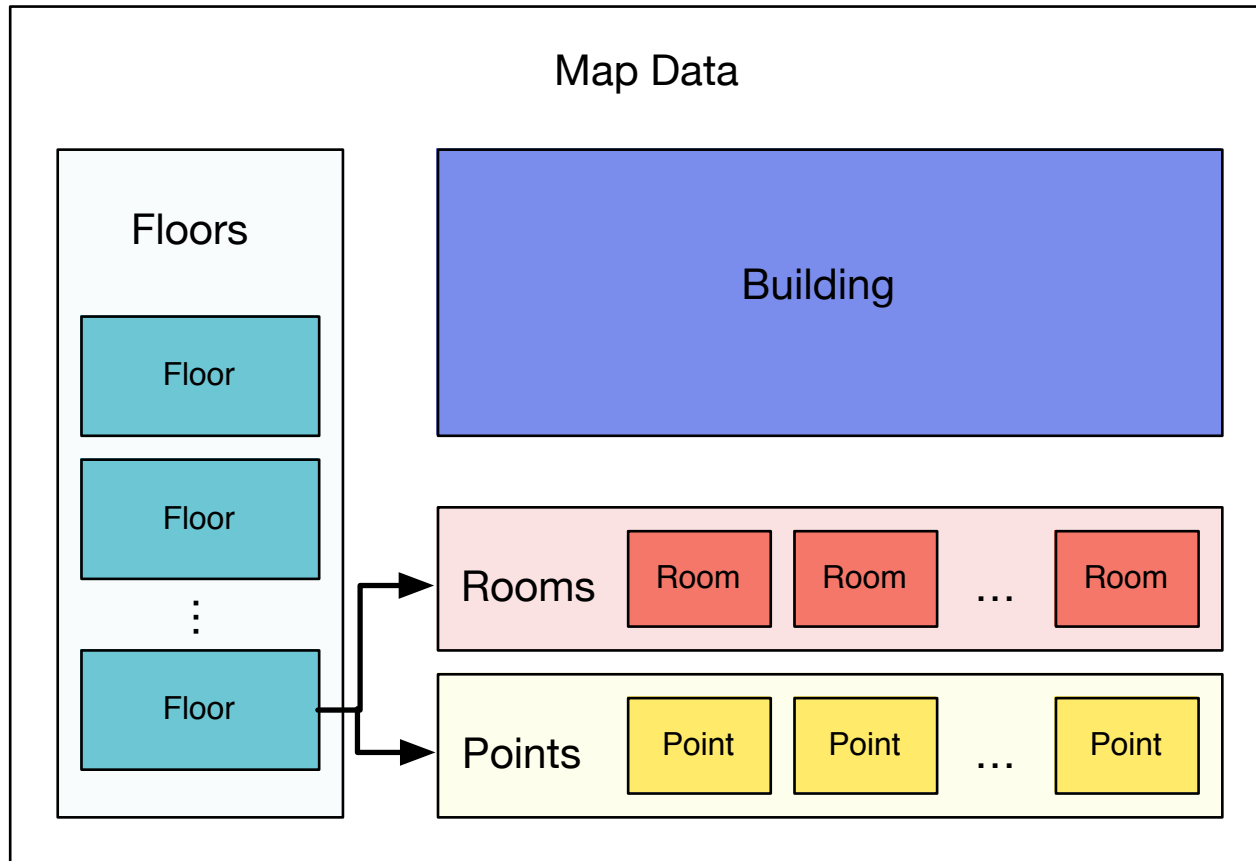 Map Data
Floors
Building
Floor
Floor
⋮
Floor
Rooms Room Room ... Room
Points Point Point ... Point